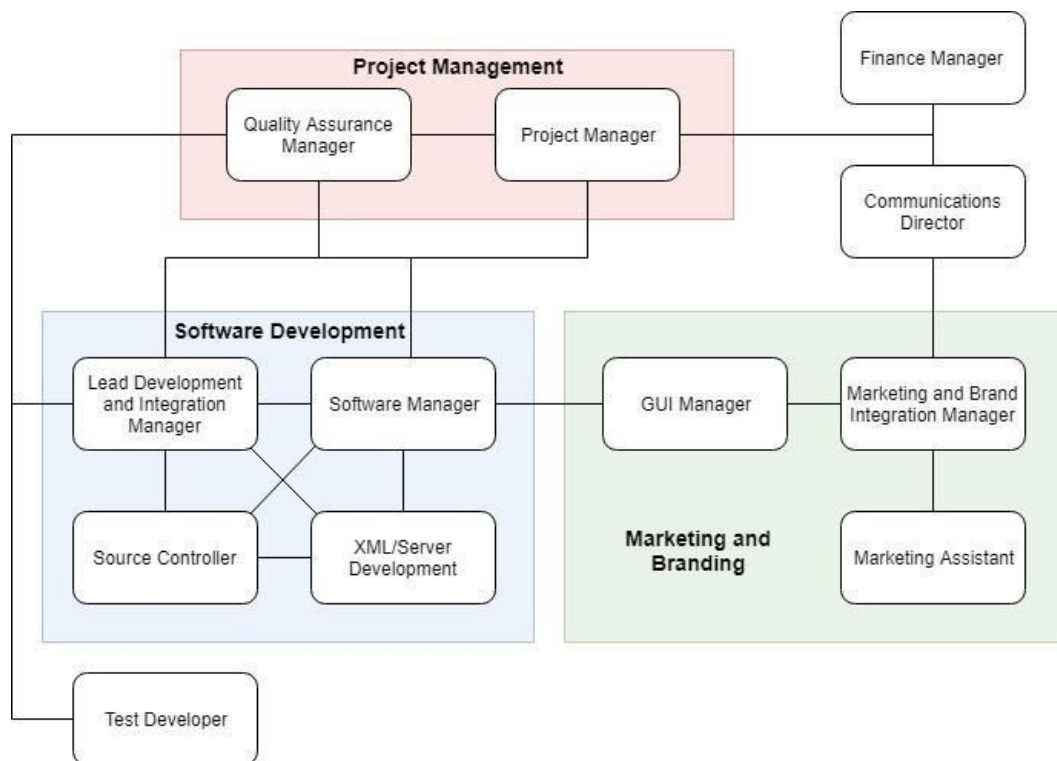 Finance Manager
Project Management
Quality Assurance
Manager
Project Manager
Communications
Director
Software Development
Lead Development
and Integration
Manager
Software Manager
GUI Manager
Marketing and Brand
Integration Manager
Source Controller
XML/Server
Development
Marketing and
Branding
Marketing Assistant
Test Developer